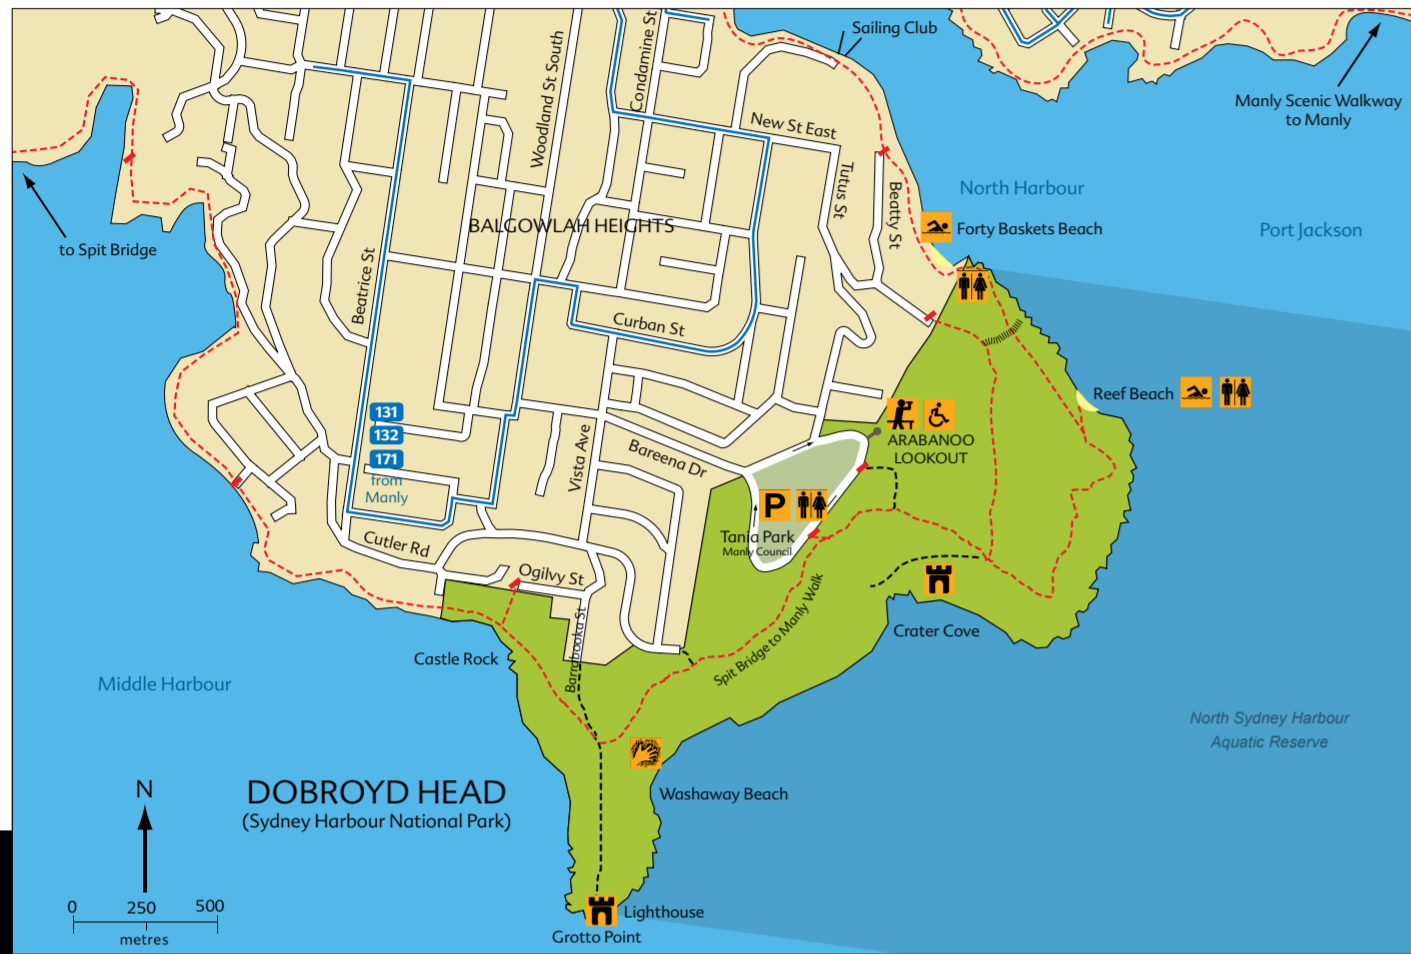 Sailing Club
Manly Scenic Walkway
to Manly
Condamine St
Woodland St South
New St East
Tutus St
Beatty St
North Harbour
Forty Baskets Beach
Port Jackson
to Spit Bridge
BALGOWLAH HEIGHTS
Beatrice St
Curban St
Reef Beach
131
132
171
from
Manly
ARABANOO
LOOKOUT
Vista Ave
Bareena Dr
P
Tania Park
Manly Council
Cutler Rd
Ogilvy St
Barrabooka St
Spit Bridge to Manly Walk
Crater Cove
Castle Rock
Middle Harbour
North Sydney Harbour
Aquatic Reserve
Washaway Beach
N
DOBROYD HEAD
(Sydney Harbour National Park)
0 250 500
metres
Lighthouse
Grotto Point